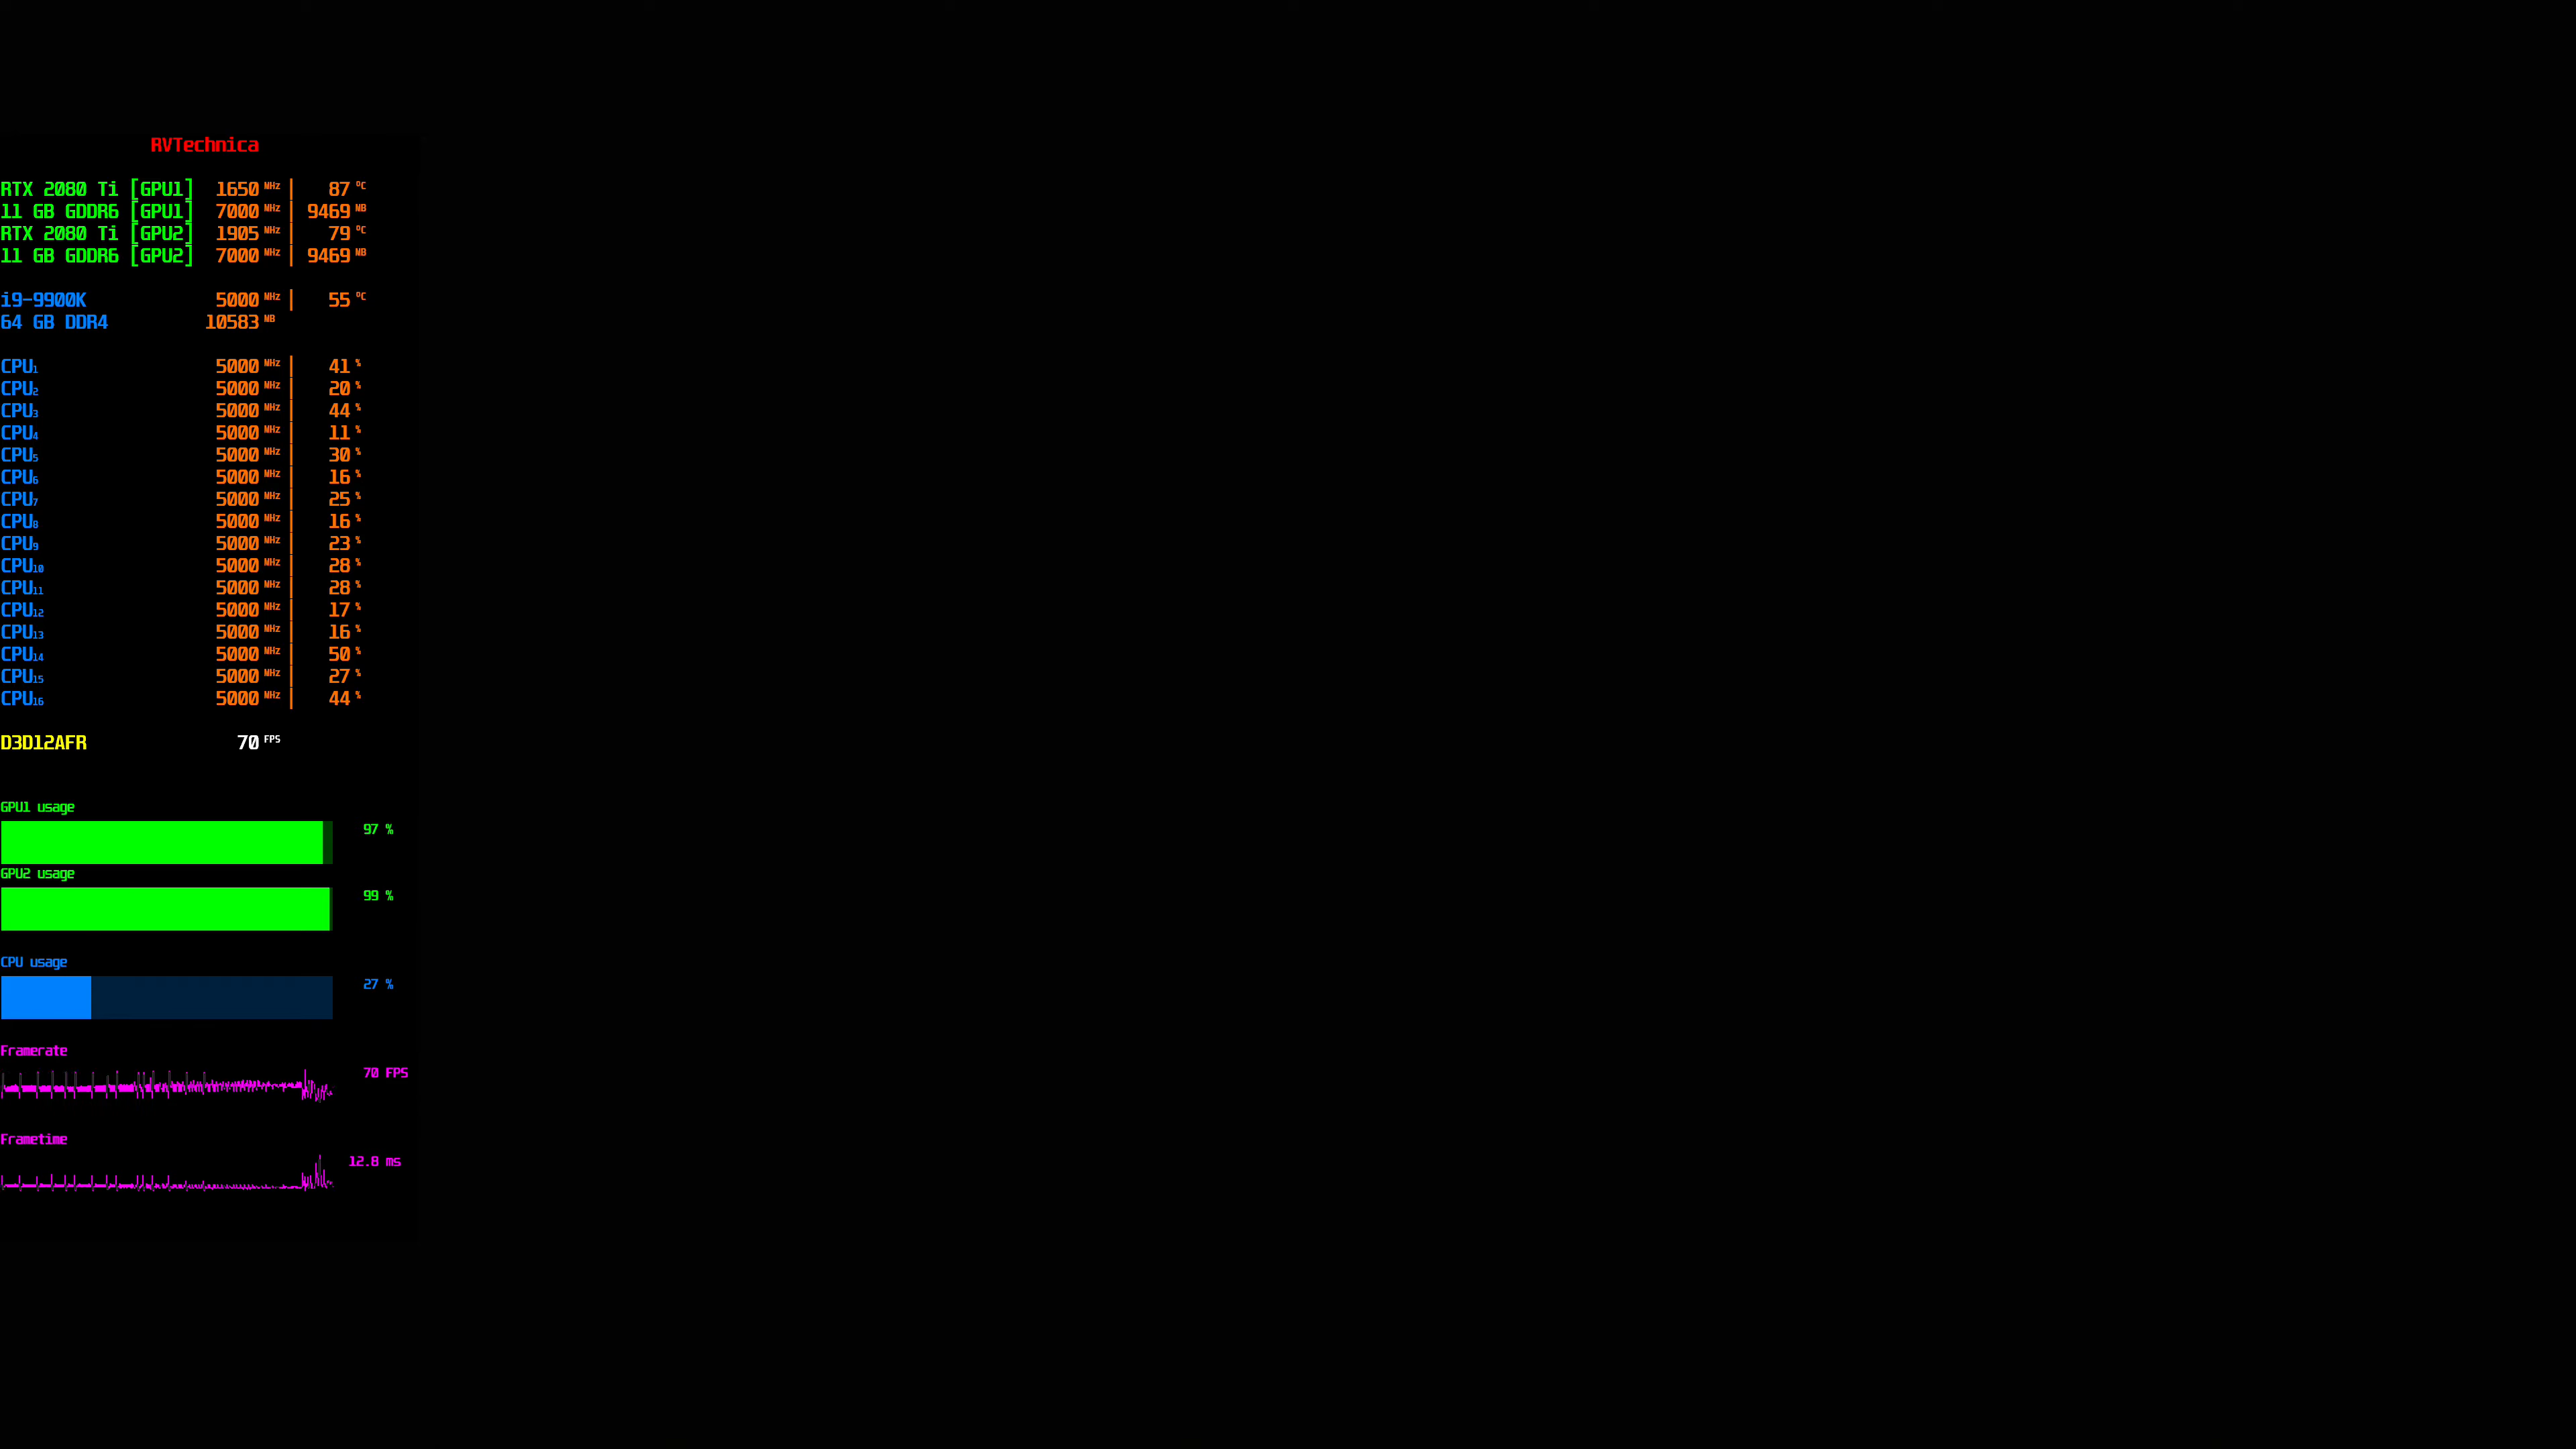 RVTechnica
RTX 2080 Ti [GPU1] 1650 MHz | 87 °C
11 GB GDDR6 [GPU1] 7000 MHz | 9469 MB
RTX 2080 Ti [GPU2] 1905 MHz | 79 °C
11 GB GDDR6 [GPU2] 7000 MHz | 9469 MB
i9-9900K 5000 MHz | 55 °C
64 GB DDR4 10583 MB
CPU1 5000 MHz | 41 %
CPU2 5000 MHz | 20 %
CPU3 5000 MHz | 44 %
CPU4 5000 MHz | 11 %
CPU5 5000 MHz | 30 %
CPU6 5000 MHz | 16 %
CPU7 5000 MHz | 25 %
CPU8 5000 MHz | 16 %
CPU9 5000 MHz | 23 %
CPU10 5000 MHz | 28 %
CPU11 5000 MHz | 28 %
CPU12 5000 MHz | 17 %
CPU13 5000 MHz | 16 %
CPU14 5000 MHz | 50 %
CPU15 5000 MHz | 27 %
CPU16 5000 MHz | 44 %
D3D12AFR 70 FPS
GPU1 usage
97 %
GPU2 usage
99 %
CPU usage
27 %
Framerate
70 FPS
Frametime
12.8 ms